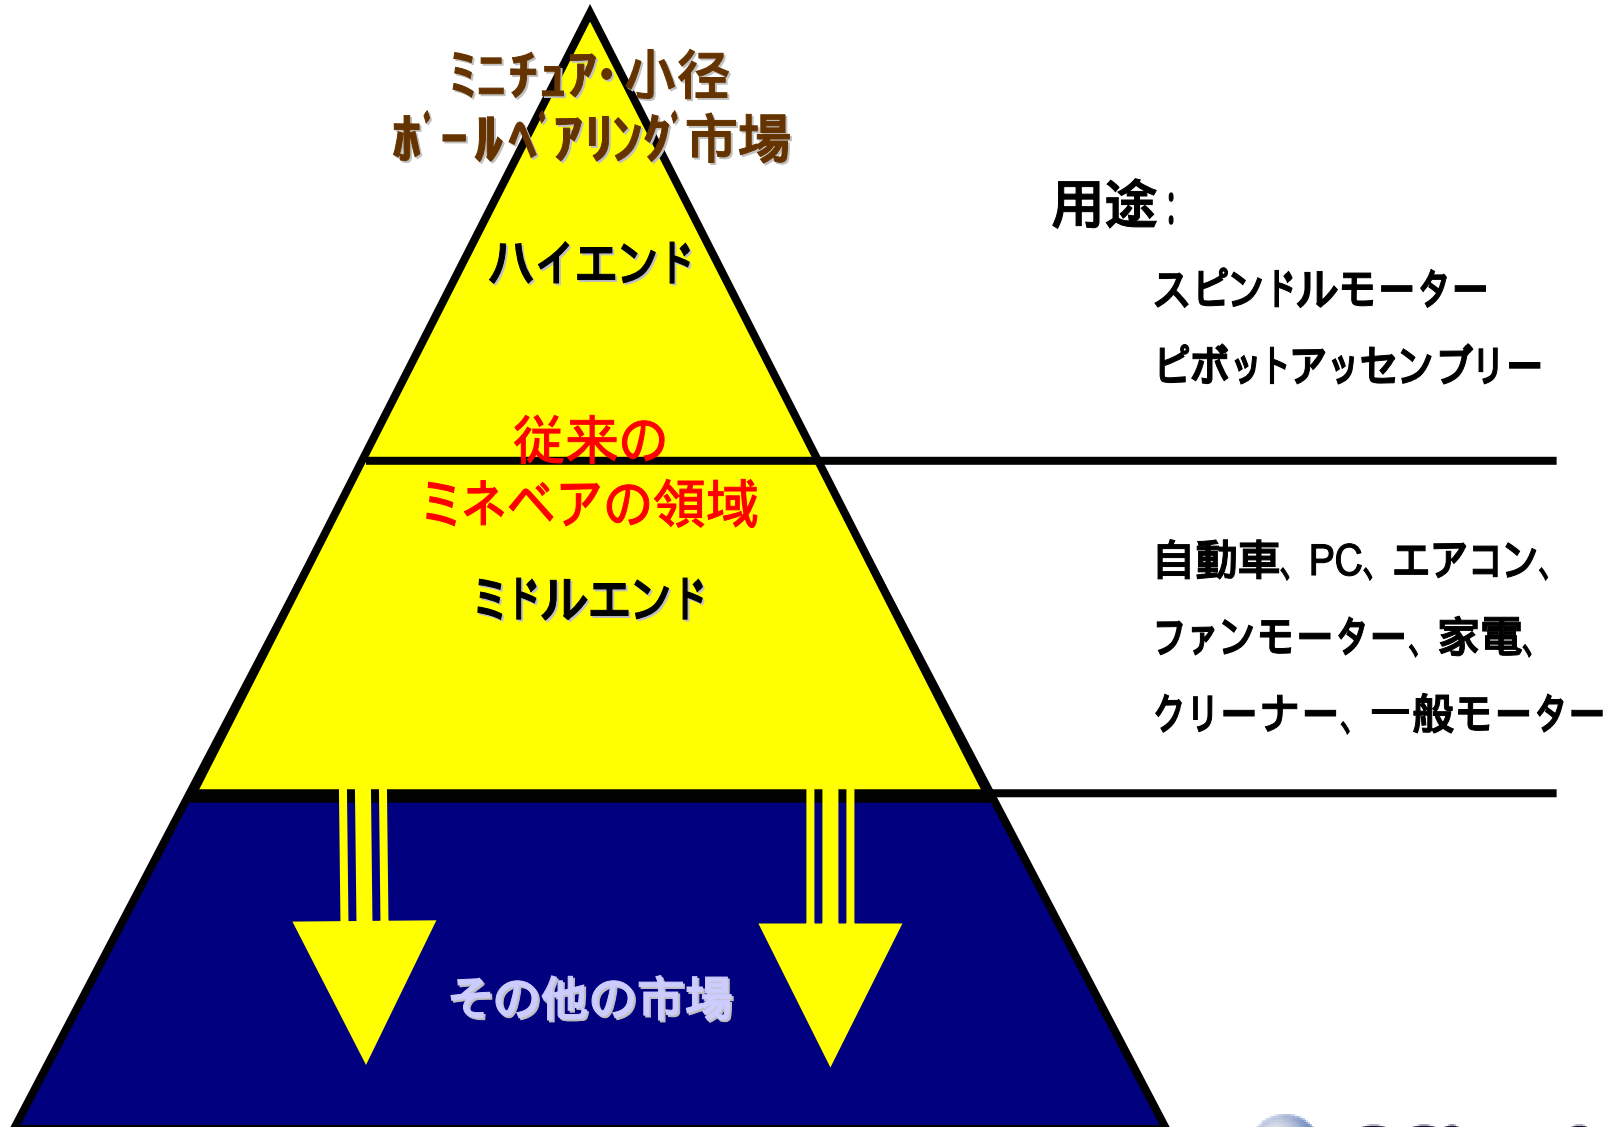 ミニチュア・小径
ボールベアリング市場
ハイエンド
従来の
ミネベアの領域
ミドルエンド
その他の市場
用途:
スピンドルモーター
ピボットアッセンブリー
自動車、PC、エアコン、
ファンモーター、家電、
クリーナー、一般モーター